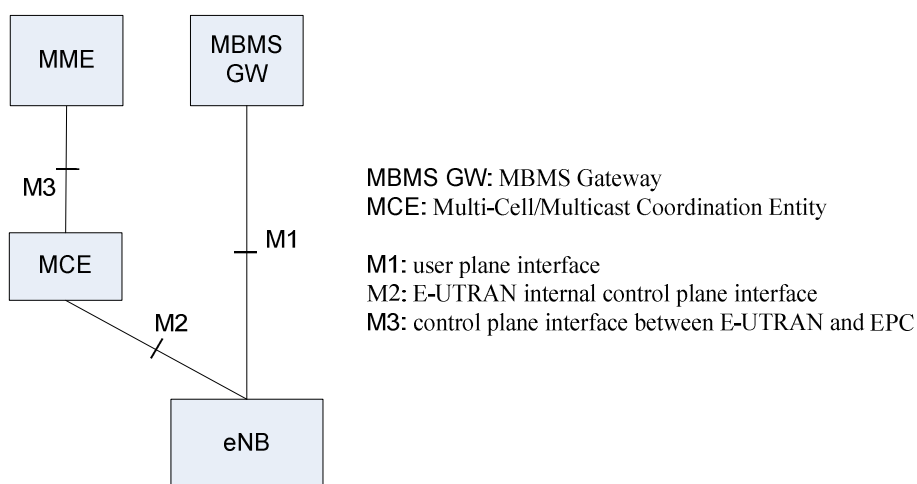 MME
MBMS
GW
M3
M1
MCE
M2
eNB
MBMS GW: MBMS Gateway
MCE: Multi-Cell/Multicast Coordination Entity
M1: user plane interface
M2: E-UTRAN internal control plane interface
M3: control plane interface between E-UTRAN and EPC